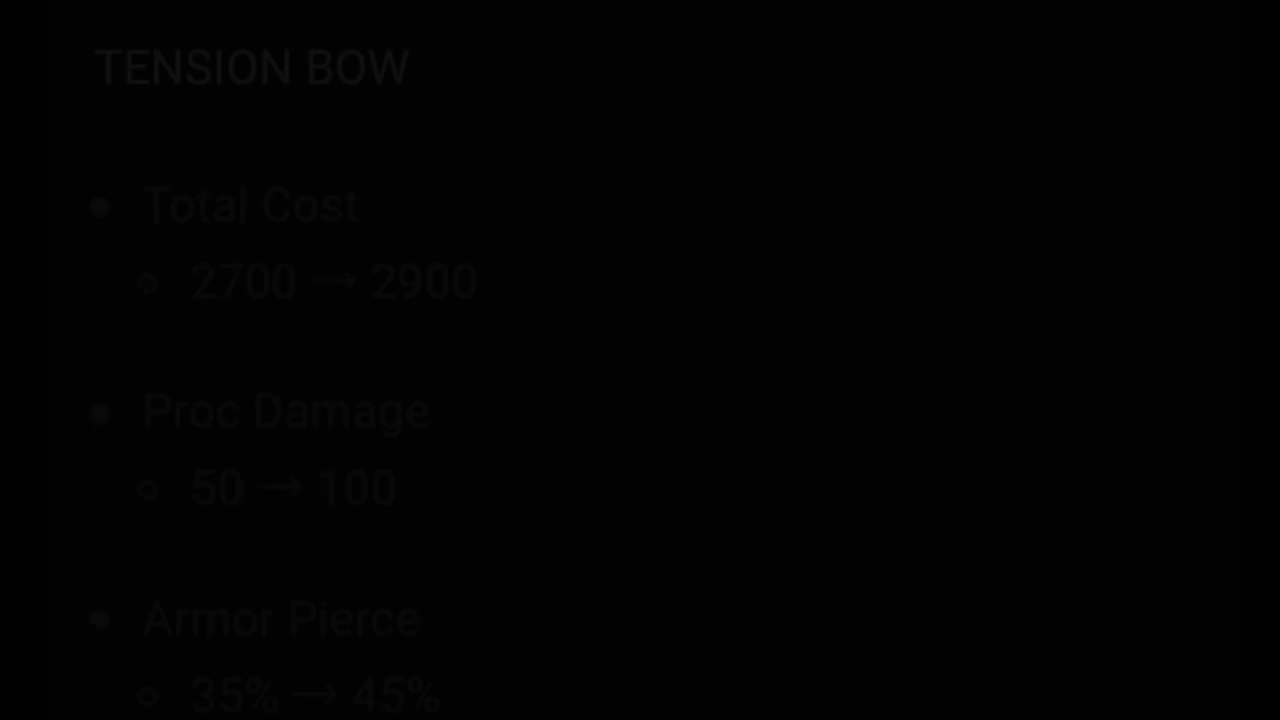 TENSION BOW
• Total Cost
○ 2700 → 2900
• Proc Damage
○ 50 → 100
• Armor Pierce
○ 35% → 45%